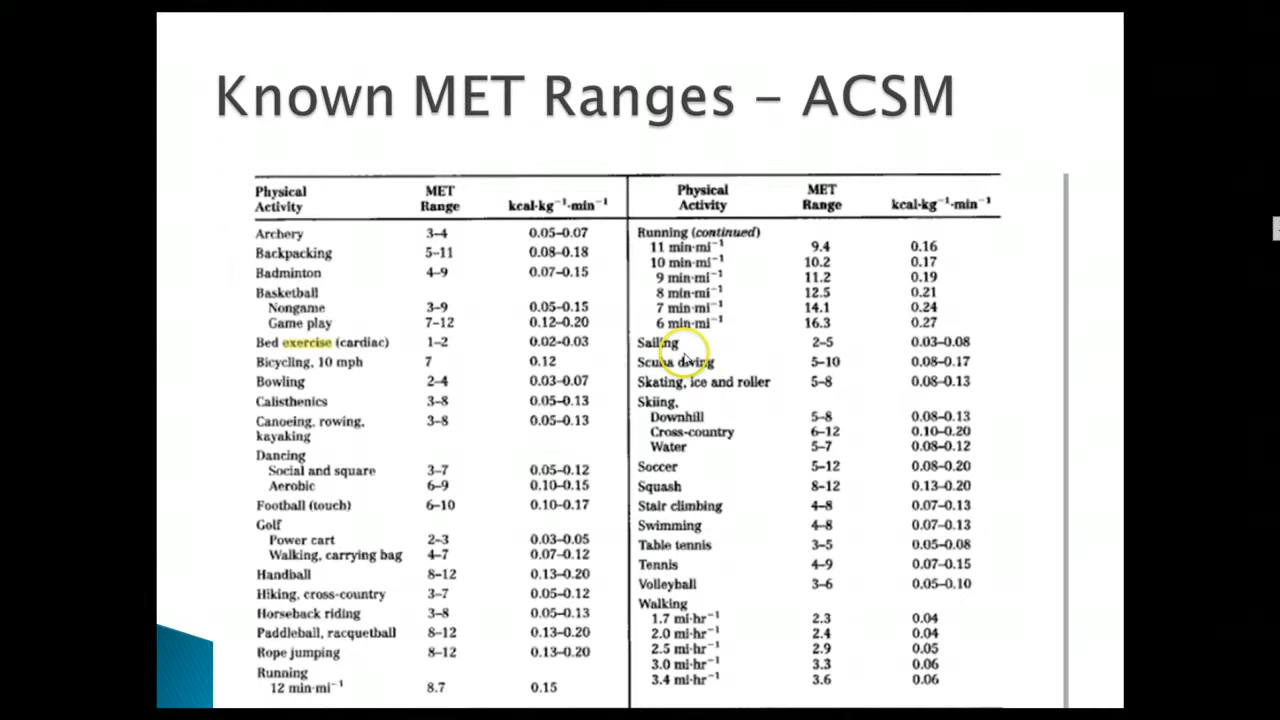 Known MET Ranges – ACSM
Physical Activity MET Range kcal·kg⁻¹·min⁻¹
Archery 3–4 0.05–0.07
Backpacking 5–11 0.08–0.18
Badminton 4–9 0.07–0.15
Basketball
Nongame 3–9 0.05–0.15
Game play 7–12 0.12–0.20
Bed exercise (cardiac) 1–2 0.02–0.03
Bicycling, 10 mph 7 0.12
Bowling 2–4 0.03–0.07
Calisthenics 3–8 0.05–0.13
Canoeing, rowing, 3–8 0.05–0.13
kayaking
Dancing
Social and square 3–7 0.05–0.12
Aerobic 6–9 0.10–0.15
Football (touch) 6–10 0.10–0.17
Golf
Power cart 2–3 0.03–0.05
Walking, carrying bag 4–7 0.07–0.12
Handball 8–12 0.13–0.20
Hiking, cross-country 3–7 0.05–0.12
Horseback riding 3–8 0.05–0.13
Paddleball, racquetball 8–12 0.13–0.20
Rope jumping 8–12 0.13–0.20
Running
12 min·mi⁻¹ 8.7 0.15
Physical Activity MET Range kcal·kg⁻¹·min⁻¹
Running (continued)
11 min·mi⁻¹ 9.4 0.16
10 min·mi⁻¹ 10.2 0.17
9 min·mi⁻¹ 11.2 0.19
8 min·mi⁻¹ 12.5 0.21
7 min·mi⁻¹ 14.1 0.24
6 min·mi⁻¹ 16.3 0.27
Sailing 2–5 0.03–0.08
Scuba diving 5–10 0.08–0.17
Skating, ice and roller 5–8 0.08–0.13
Skiing,
Downhill 5–8 0.08–0.13
Cross-country 6–12 0.10–0.20
Water 5–7 0.08–0.12
Soccer 5–12 0.08–0.20
Squash 8–12 0.13–0.20
Stair climbing 4–8 0.07–0.13
Swimming 4–8 0.07–0.13
Table tennis 3–5 0.05–0.08
Tennis 4–9 0.07–0.15
Volleyball 3–6 0.05–0.10
Walking
1.7 mi·hr⁻¹ 2.3 0.04
2.0 mi·hr⁻¹ 2.4 0.04
2.5 mi·hr⁻¹ 2.9 0.05
3.0 mi·hr⁻¹ 3.3 0.06
3.4 mi·hr⁻¹ 3.6 0.06